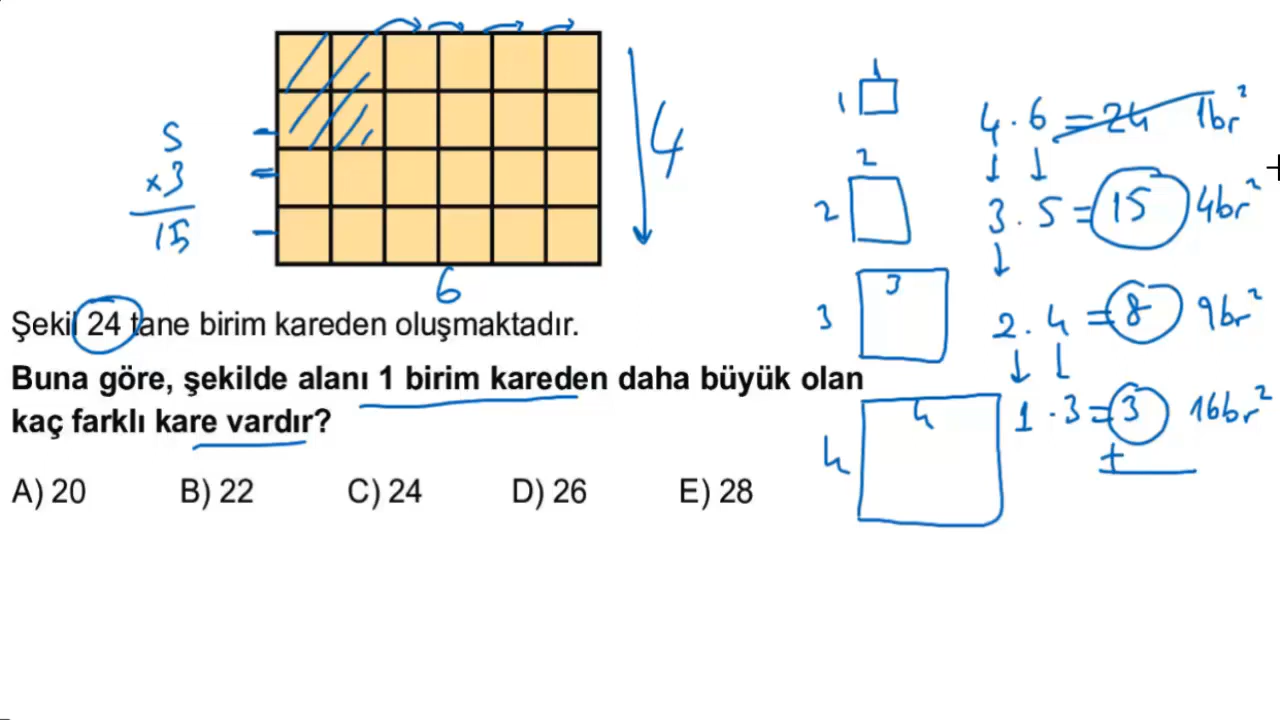 4
5
×3
15
6
Şekil 24 tane birim kareden oluşmaktadır.
Buna göre, şekilde alanı 1 birim kareden daha büyük olan
kaç farklı kare vardır?
A) 20 B) 22 C) 24 D) 26 E) 28
1
1
4.6=24 1br²
2
2
3.5=15 4br²
3
3
2.4=8 9br²
4
4
1.3=3 16br²
+